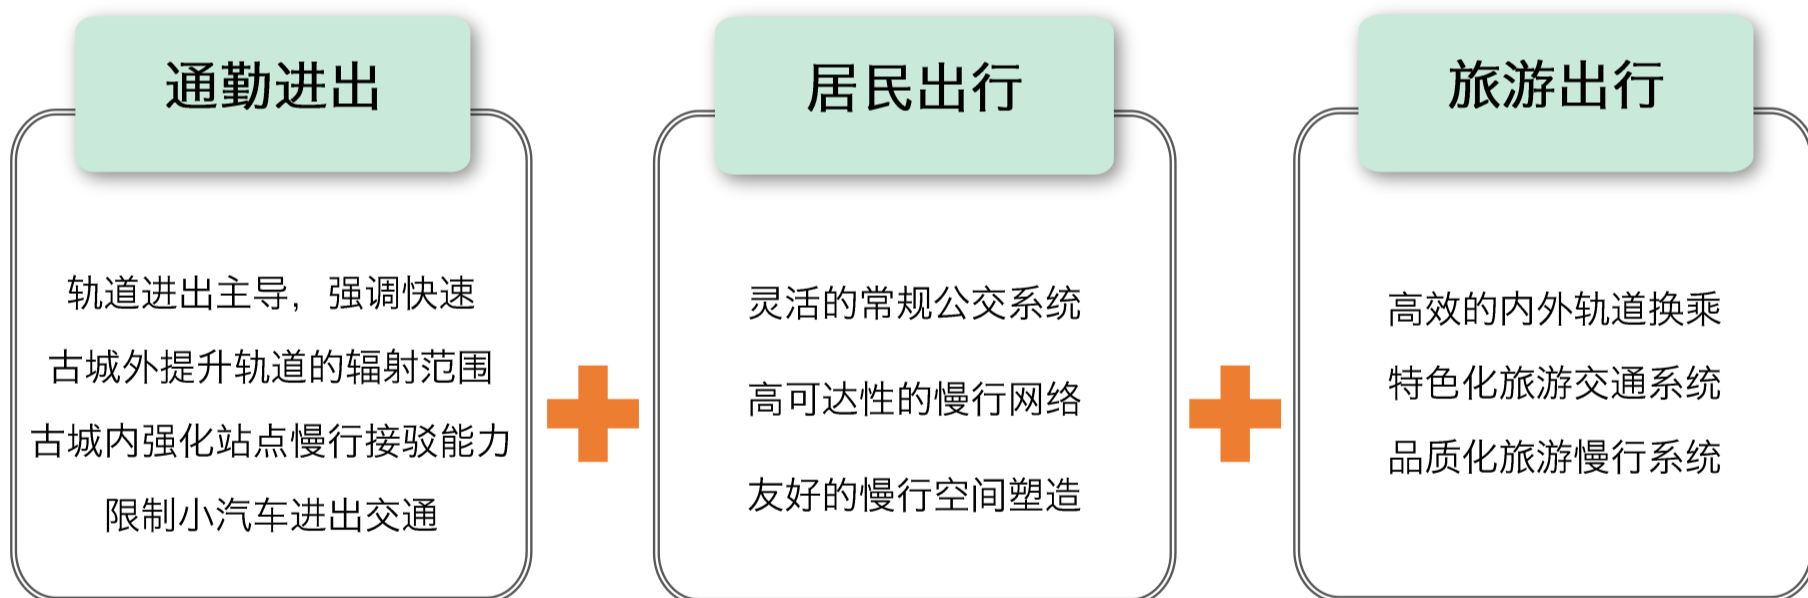 通勤进出
轨道进出主导，强调快速
古城外提升轨道的辐射范围
古城内强化站点慢行接驳能力
限制小汽车进出交通
居民出行
灵活的常规公交系统
高可达性的慢行网络
友好的慢行空间塑造
旅游出行
高效的内外轨道换乘
特色化旅游交通系统
品质化旅游慢行系统